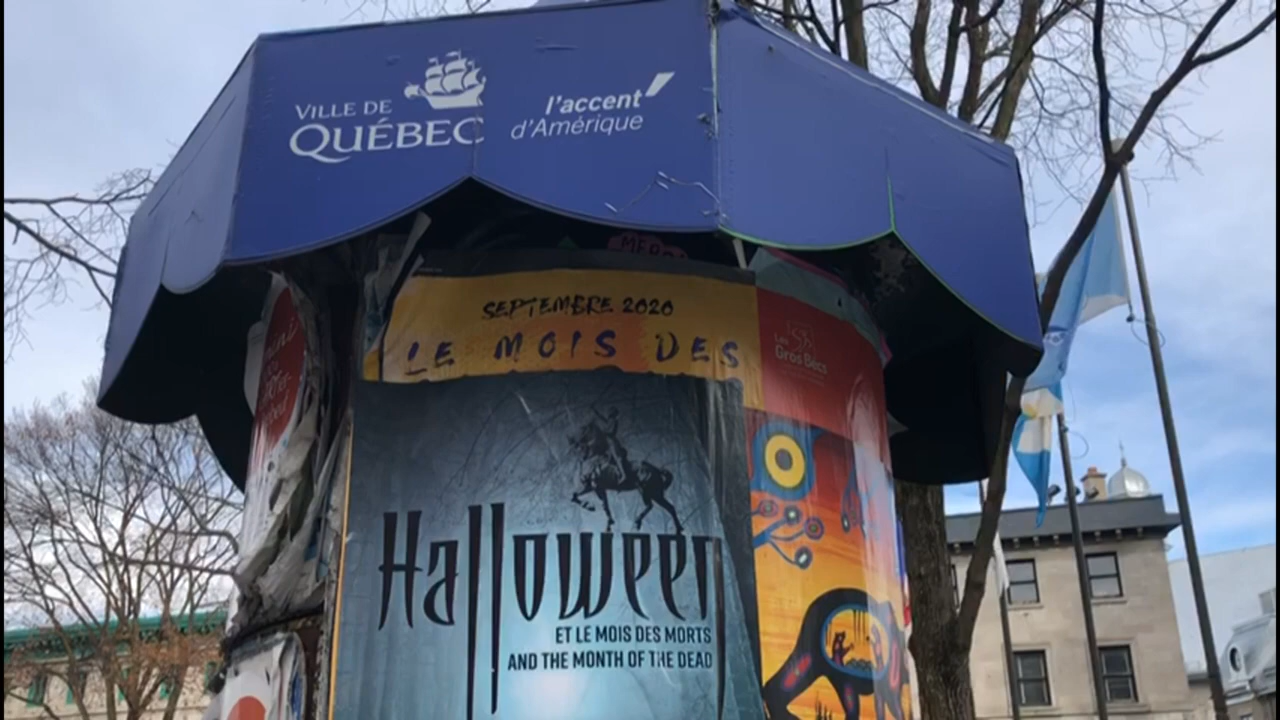 VILLE DE
QUÉBEC
l'accent
d'Amérique
SEPTEMBRE 2020
LE MOIS DES
Les
Gros Becs
Halloween
ET LE MOIS DES MORTS
AND THE MONTH OF THE DEAD